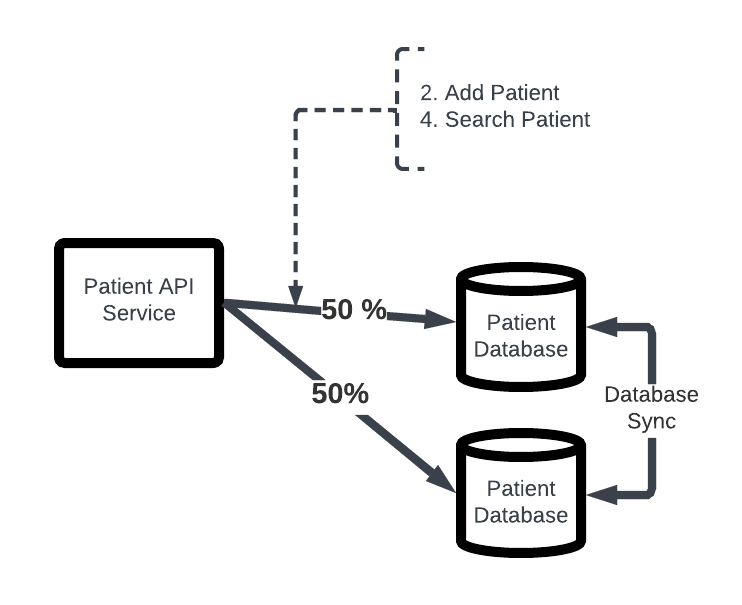 2. Add Patient
4. Search Patient
Patient API
Service
50 %
Patient
Database
50%
Database
Sync
Patient
Database